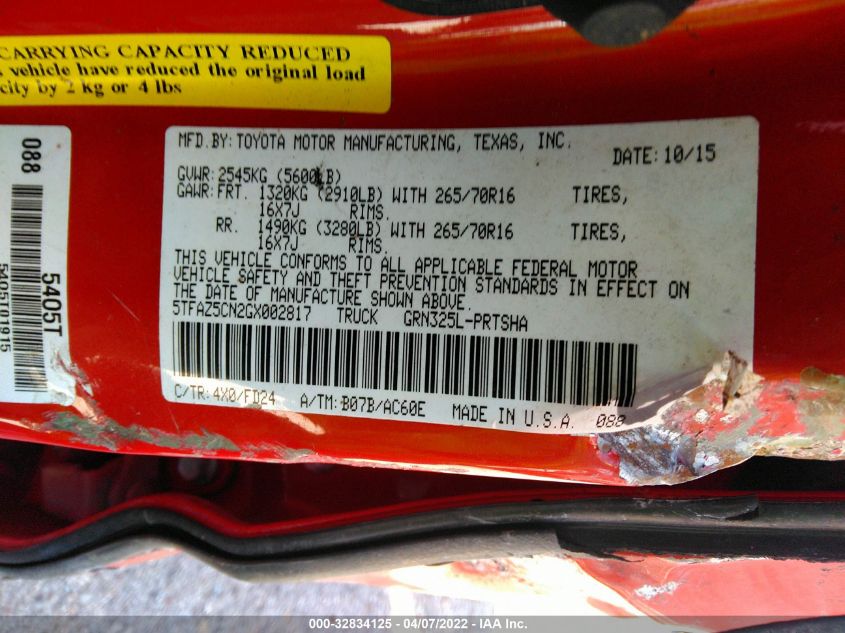 CARRYING CAPACITY REDUCED
vehicle have reduced the original load
city by 2 kg or 4 lbs
088
5405T
5405T01915
MFD.BY:TOYOTA MOTOR MANUFACTURING, TEXAS, INC.
DATE:10/15
GVWR:2545KG (5600LB)
GAWR:FRT. 1320KG (2910LB) WITH 265/70R16 TIRES,
16X7J RIMS.
RR. 1490KG (3280LB) WITH 265/70R16 TIRES,
16X7J RIMS.
THIS VEHICLE CONFORMS TO ALL APPLICABLE FEDERAL MOTOR
VEHICLE SAFETY AND THEFT PREVENTION STANDARDS IN EFFECT ON
THE DATE OF MANUFACTURE SHOWN ABOVE.
5TFAZ5CN2GX002817 TRUCK GRN325L-PRTSHA
C/TR:4X0/FD24 A/TM:B07B/AC60E MADE IN U.S.A. 088
000-32834125 - 04/07/2022 - IAA Inc.